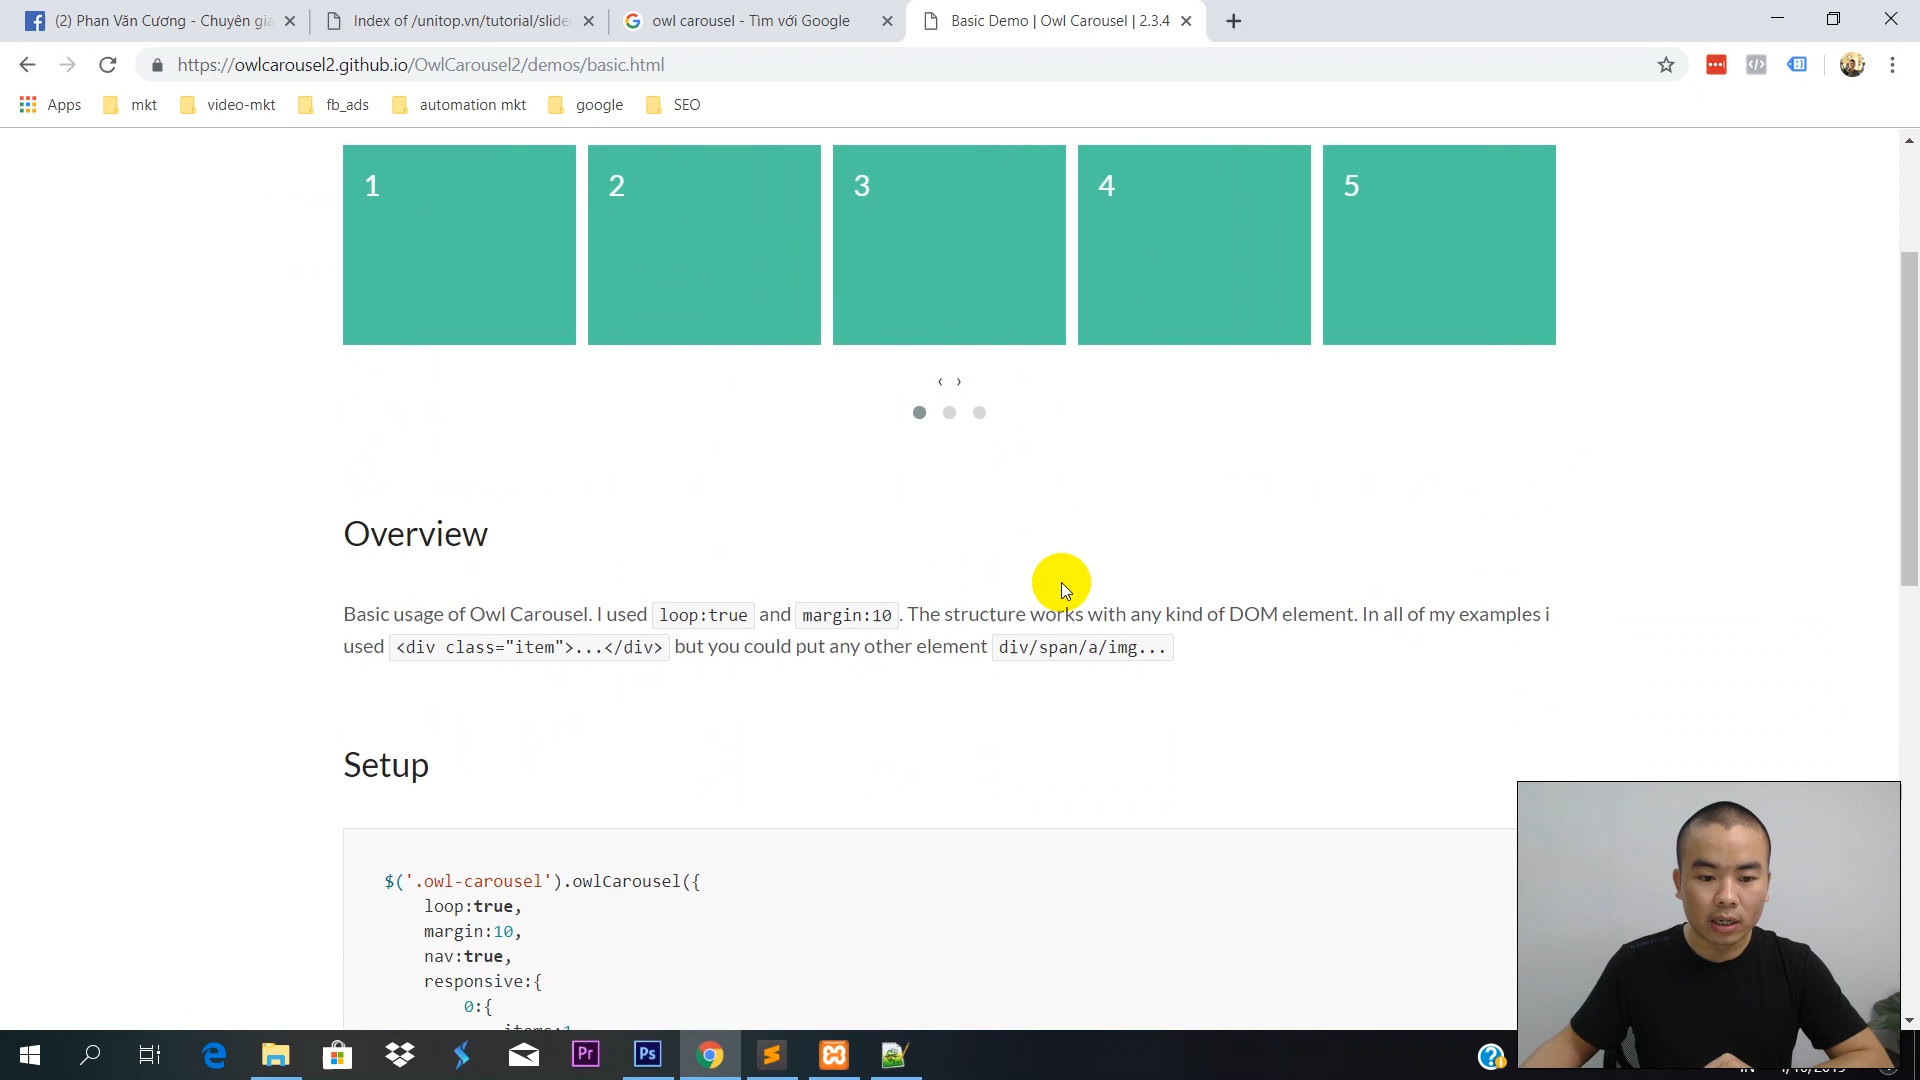 (2) Phan Văn Cương - Chuyên gia
Index of /unitop.vn/tutorial/slide
owl carousel - Tìm với Google
Basic Demo | Owl Carousel | 2.3.4
https://owlcarousel2.github.io/OwlCarousel2/demos/basic.html
Apps
mkt
video-mkt
fb_ads
automation mkt
google
SEO
1
2
3
4
5
‹ ›
Overview
Basic usage of Owl Carousel. I used loop:true and margin:10. The structure works with any kind of DOM element. In all of my examples i
used <div class="item">...</div> but you could put any other element div/span/a/img...
Setup
$('.owl-carousel').owlCarousel({
loop:true,
margin:10,
nav:true,
responsive:{
0:{
items:1
Pr
Ps